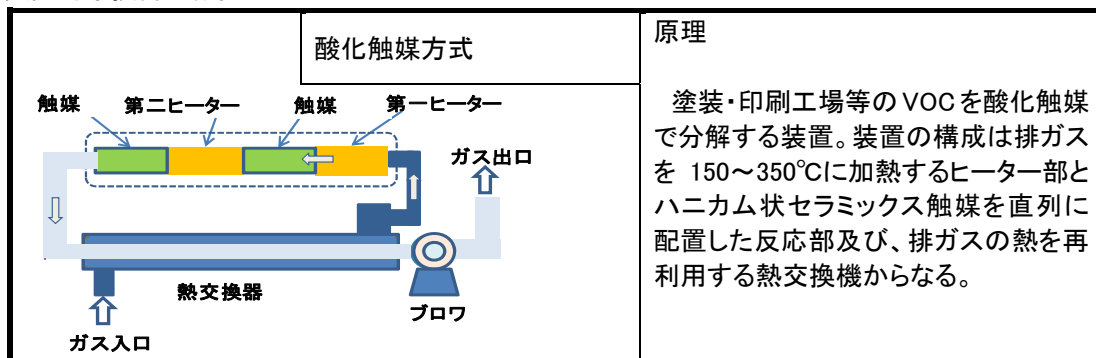 酸化触媒方式
触媒
第二ヒーター
触媒
第一ヒーター
ガス出口
熱交換器
ブロワ
ガス入口
原理
塗装・印刷工場等のVOCを酸化触媒
で分解する装置。装置の構成は排ガス
を 150～350℃に加熱するヒーター部と
ハニカム状セラミックス触媒を直列に
配置した反応部及び、排ガスの熱を再
利用する熱交換機からなる。